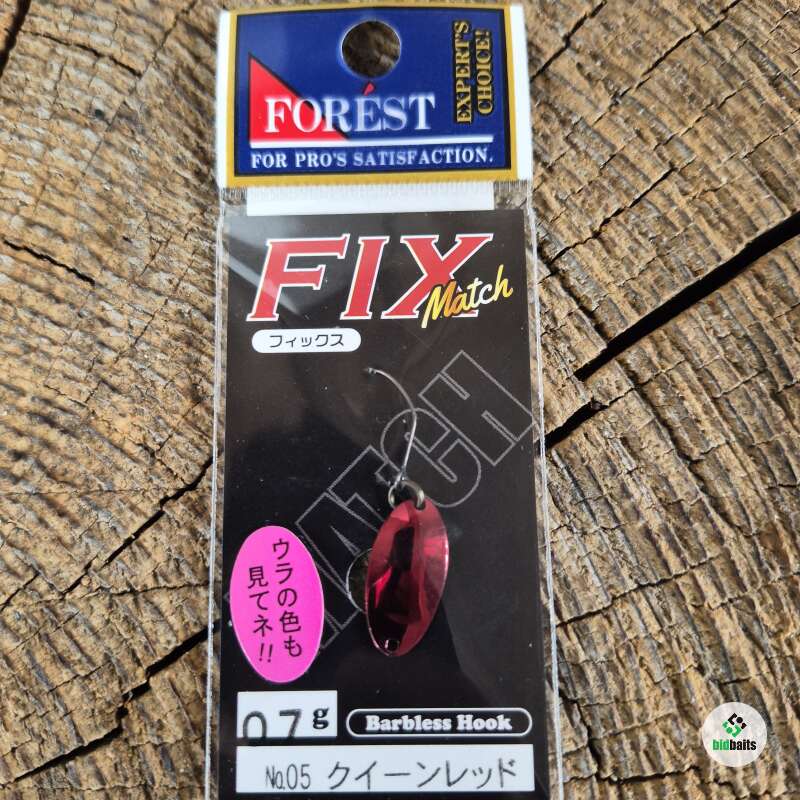 FORÉST
EXPERT'S
CHOICE!
FOR PRO'S SATISFACTION.
FIX
Match
フィックス
MATCH
ウラの色も
見てネ!!
0.7g
Barbless Hook
No.05 クイーンレッド
bidbaits